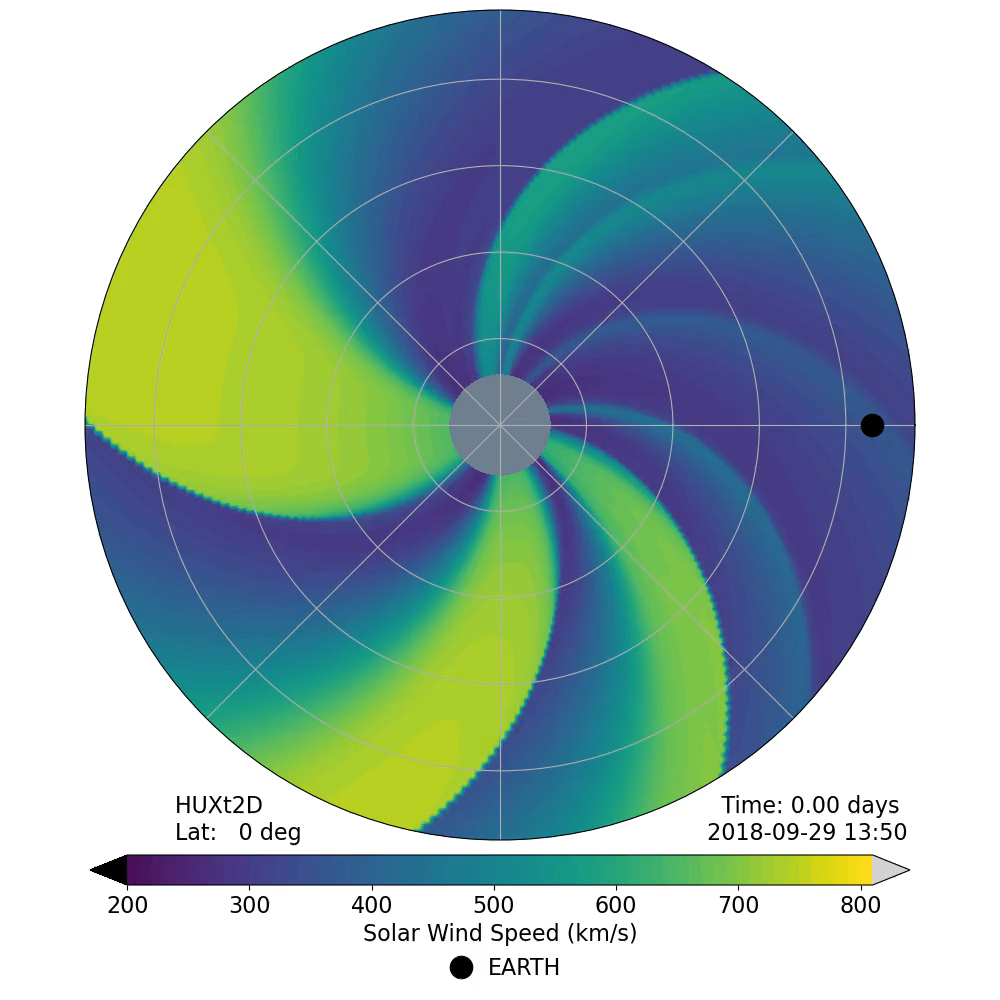 HUXt2D
Lat:   0 deg
Time: 0.00 days
2018-09-29 13:50
200 300 400 500 600 700 800
Solar Wind Speed (km/s)
EARTH